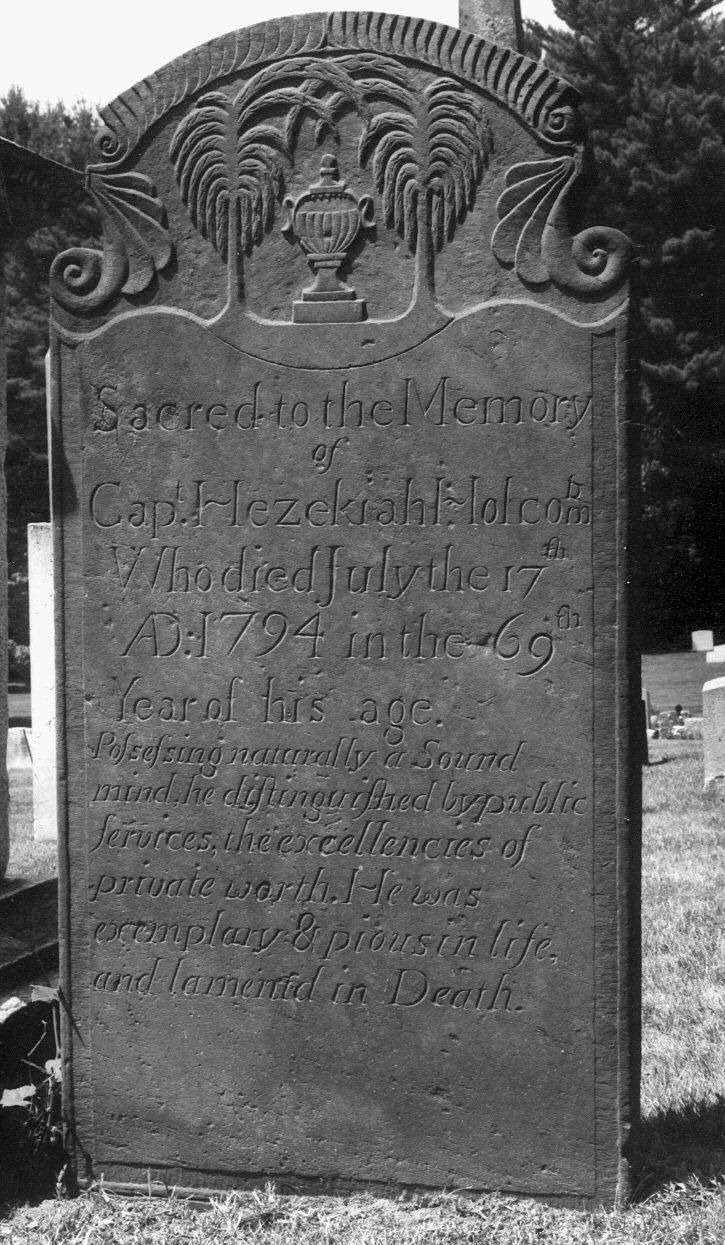 Sacred to the Memory
of
Capt. Hezekiah Holcomb
Who died July the 17th
AD: 1794 in the 69th
Year of his age.
Poſseſsing naturally a Sound
mind, he diſtinguiſhed by public
ſervices, the excellencies of
private worth. He was
exemplary & pious in life,
and lament'd in Death.